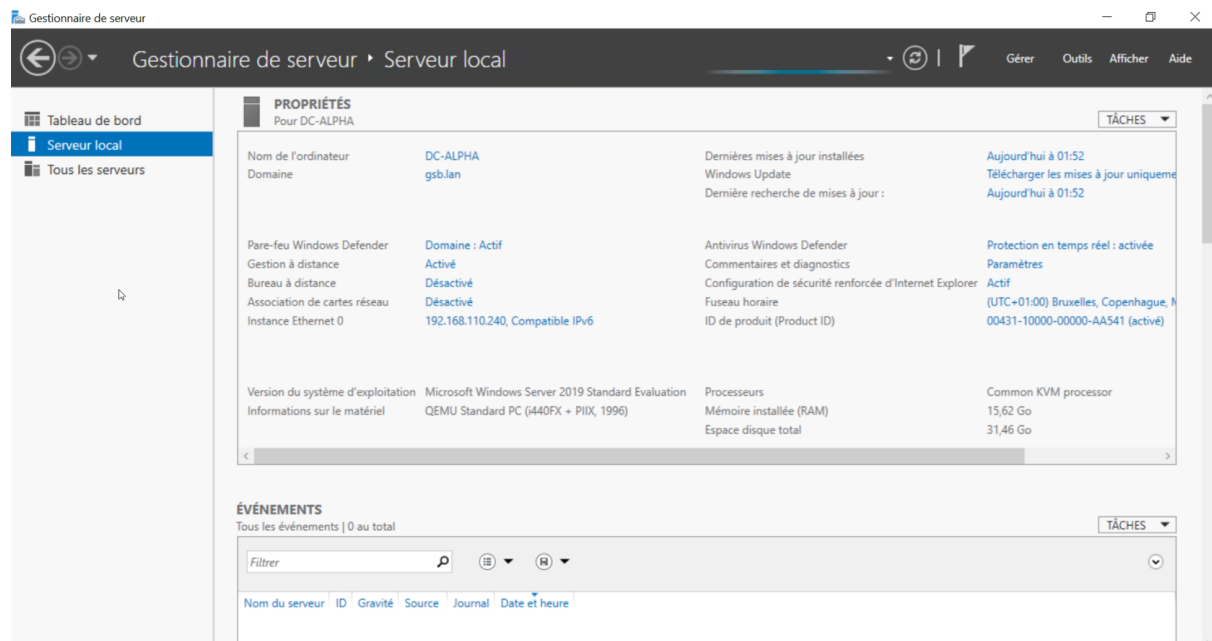 Gestionnaire de serveur
Gestionnaire de serveur ‣ Serveur local
Gérer Outils Afficher Aide
Tableau de bord
Serveur local
Tous les serveurs
PROPRIÉTÉS
Pour DC-ALPHA
TÂCHES
Nom de l'ordinateur DC-ALPHA
Domaine gsb.lan
Dernières mises à jour installées Aujourd'hui à 01:52
Windows Update Télécharger les mises à jour uniqueme
Dernière recherche de mises à jour : Aujourd'hui à 01:52
Pare-feu Windows Defender Domaine : Actif
Gestion à distance Activé
Bureau à distance Désactivé
Association de cartes réseau Désactivé
Instance Ethernet 0 192.168.110.240, Compatible IPv6
Antivirus Windows Defender Protection en temps réel : activée
Commentaires et diagnostics Paramètres
Configuration de sécurité renforcée d'Internet Explorer Actif
Fuseau horaire (UTC+01:00) Bruxelles, Copenhague, M
ID de produit (Product ID) 00431-10000-00000-AA541 (activé)
Version du système d'exploitation Microsoft Windows Server 2019 Standard Evaluation
Informations sur le matériel QEMU Standard PC (i440FX + PIIX, 1996)
Processeurs Common KVM processor
Mémoire installée (RAM) 15,62 Go
Espace disque total 31,46 Go
ÉVÉNEMENTS
Tous les événements | 0 au total
TÂCHES
Filtrer
Nom du serveur ID Gravité Source Journal Date et heure